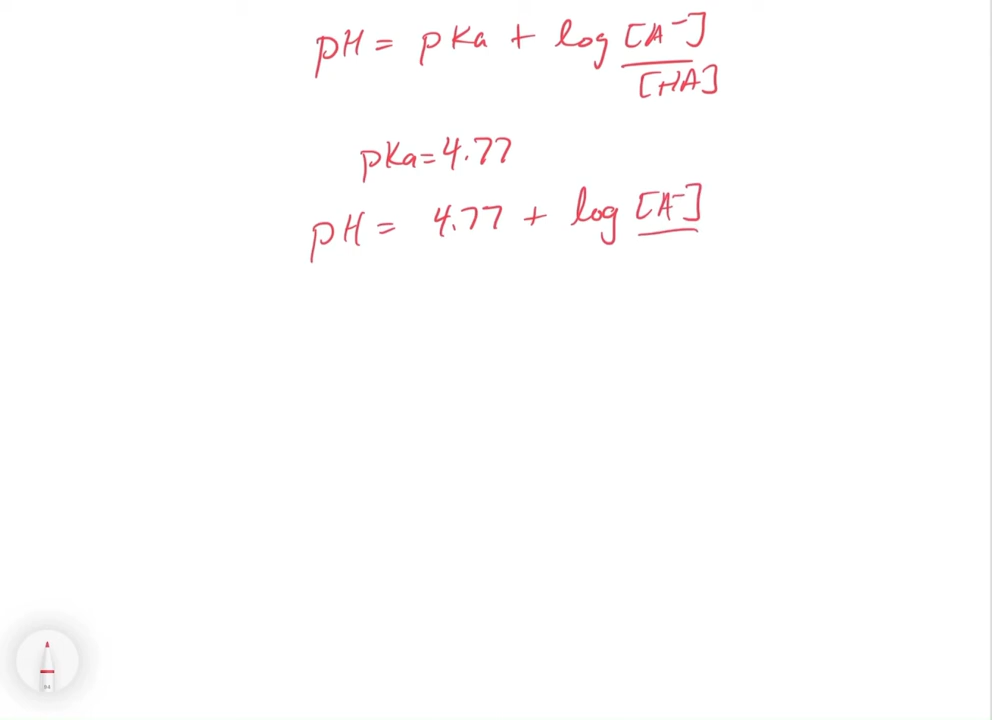 pH = pKa + log [A⁻]
[HA]
pKa = 4.77
pH = 4.77 + log [A⁻]